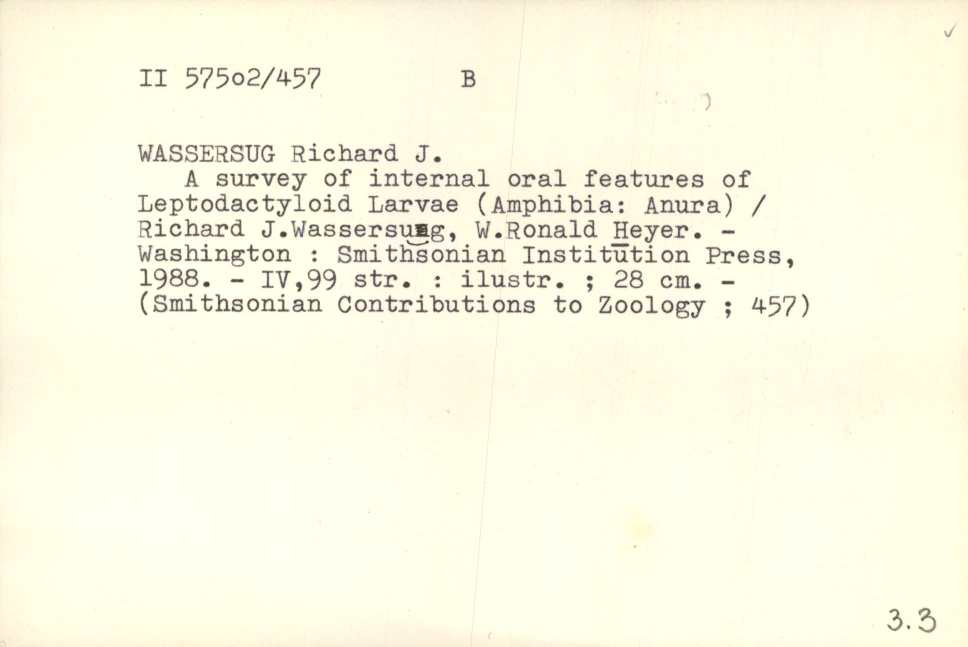 II 57502/457 B
WASSERSUG Richard J.
A survey of internal oral features of
Leptodactyloid Larvae (Amphibia: Anura) /
Richard J.Wassersug, W.Ronald Heyer. -
Washington : Smithsonian Institution Press,
1988. - IV,99 str. : ilustr. ; 28 cm. -
(Smithsonian Contributions to Zoology ; 457)
3.3